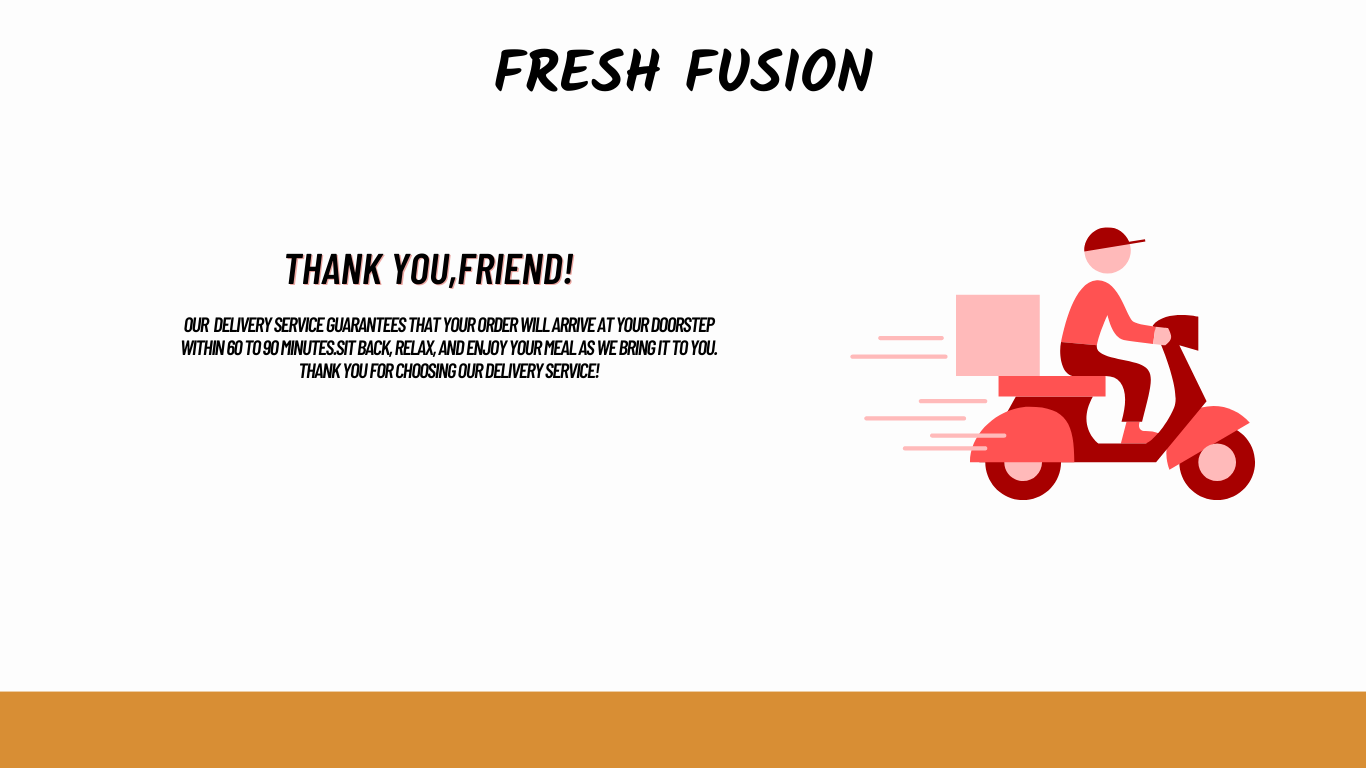 FRESH FUSION
THANK YOU,FRIEND!
OUR DELIVERY SERVICE GUARANTEES THAT YOUR ORDER WILL ARRIVE AT YOUR DOORSTEP
WITHIN 60 TO 90 MINUTES.SIT BACK, RELAX, AND ENJOY YOUR MEAL AS WE BRING IT TO YOU.
THANK YOU FOR CHOOSING OUR DELIVERY SERVICE!